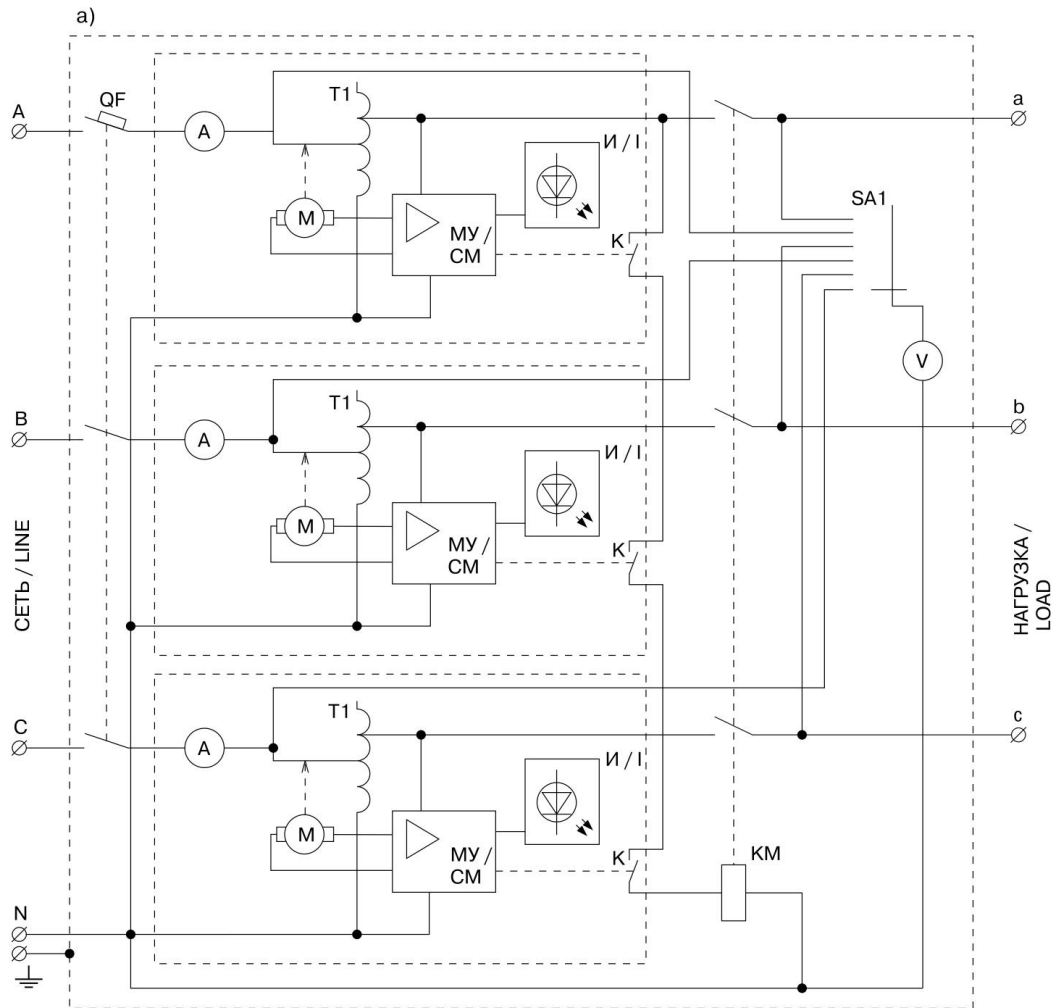 а)
A
QF
A
T1
И / I
М
МУ /
СМ
K
SA1
a
V
B
A
T1
И / I
М
МУ /
СМ
K
b
СЕТЬ / LINE
НАГРУЗКА /
LOAD
C
A
T1
И / I
М
МУ /
СМ
K
KM
c
N